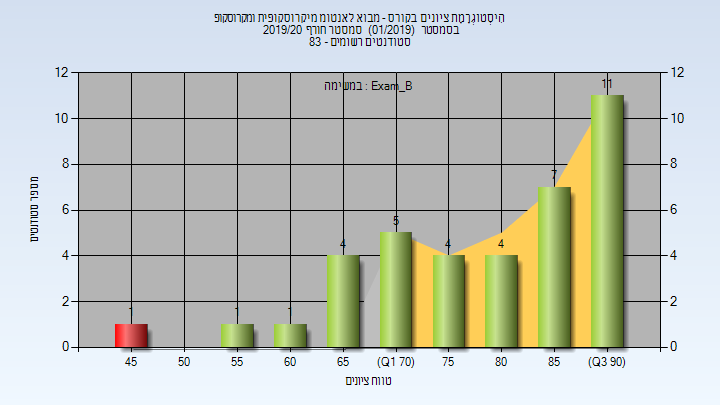 היסטוגרמת ציונים בקורס - מבוא לאנטומ מיקרוסקופית ומקרוסקופ
בסמסטר (01/2019) סמסטר חורף 2019/20
סטודנטים רשומים - 83
במשימה : Exam_B
מספר סטודנטים
12 12
10 10
8 8
6 6
4 4
2 2
0 0
1 1 1 4 5 4 4 7 11
45 50 55 60 65 (Q1 70) 75 80 85 (Q3 90)
טווח ציונים